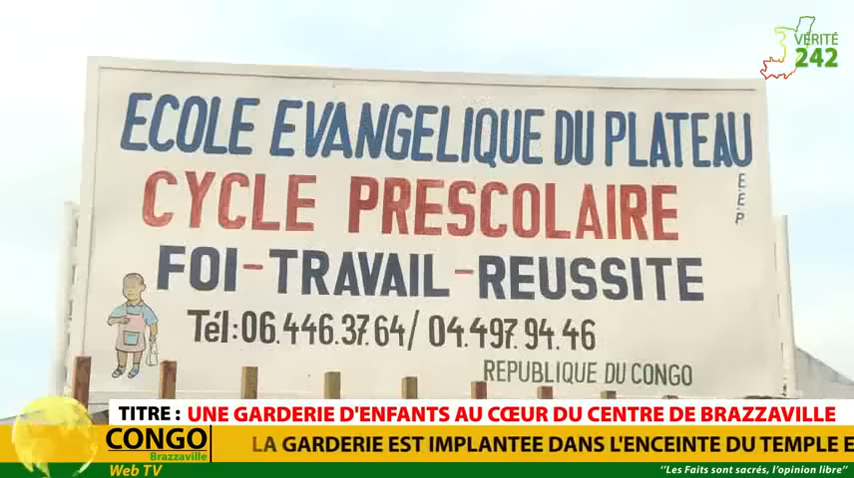 VÉRITÉ
242
ECOLE EVANGELIQUE DU PLATEAU
E.E.P
CYCLE PRESCOLAIRE
FOI-TRAVAIL-REUSSITE
Tél:06.446.37.64/ 04.497.94.46
REPUBLIQUE DU CONGO
TITRE : UNE GARDERIE D'ENFANTS AU CŒUR DU CENTRE DE BRAZZAVILLE
CONGO
Brazzaville
LA GARDERIE EST IMPLANTEE DANS L'ENCEINTE DU TEMPLE E
Web TV
‘‘Les Faits sont sacrés, l’opinion libre’’